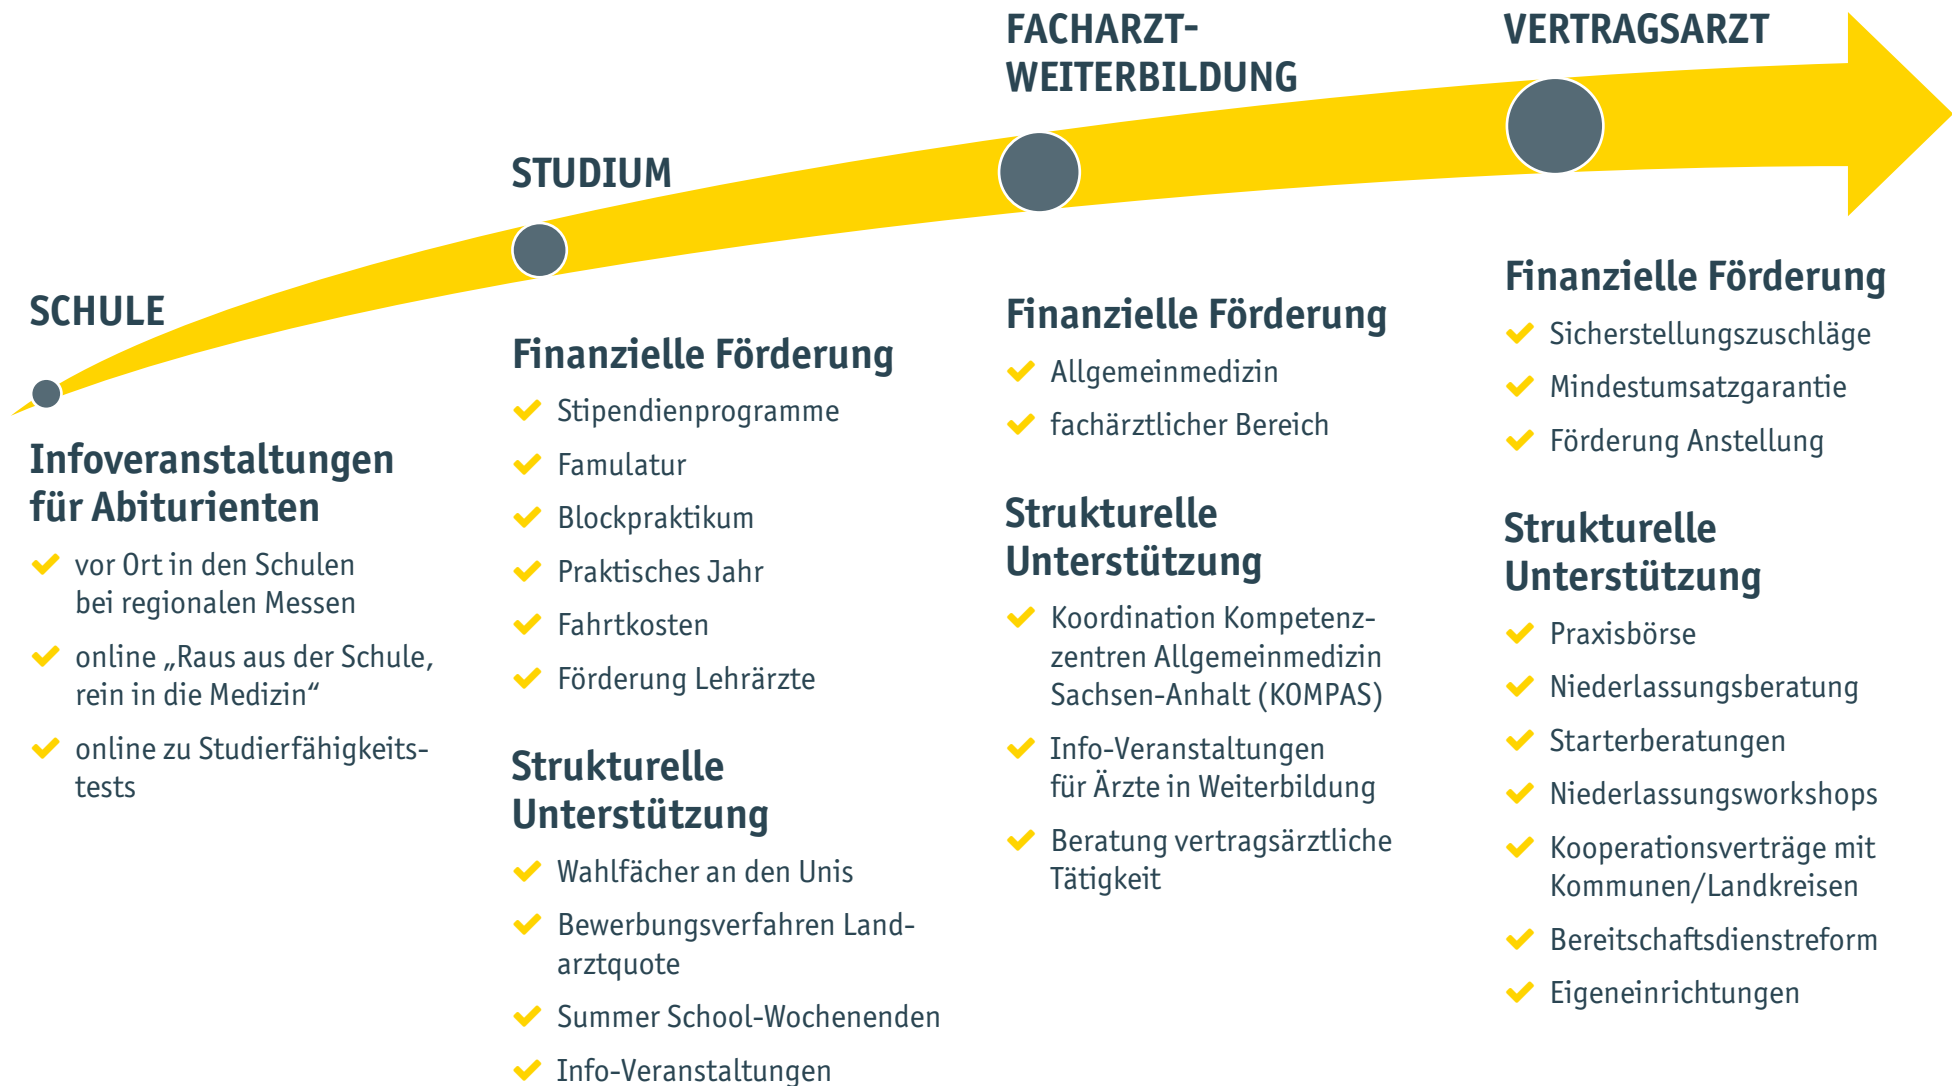 SCHULE
Infoveranstaltungen
für Abiturienten
vor Ort in den Schulen
bei regionalen Messen
online „Raus aus der Schule,
rein in die Medizin“
online zu Studierfähigkeits-
tests
STUDIUM
Finanzielle Förderung
Stipendienprogramme
Famulatur
Blockpraktikum
Praktisches Jahr
Fahrtkosten
Förderung Lehrärzte
Strukturelle
Unterstützung
Wahlfächer an den Unis
Bewerbungsverfahren Land-
arztquote
Summer School-Wochenenden
Info-Veranstaltungen
FACHARZT-
WEITERBILDUNG
Finanzielle Förderung
Allgemeinmedizin
fachärztlicher Bereich
Strukturelle
Unterstützung
Koordination Kompetenz-
zentren Allgemeinmedizin
Sachsen-Anhalt (KOMPAS)
Info-Veranstaltungen
für Ärzte in Weiterbildung
Beratung vertragsärztliche
Tätigkeit
VERTRAGSARZT
Finanzielle Förderung
Sicherstellungszuschläge
Mindestumsatzgarantie
Förderung Anstellung
Strukturelle
Unterstützung
Praxisbörse
Niederlassungsberatung
Starterberatungen
Niederlassungsworkshops
Kooperationsverträge mit
Kommunen/Landkreisen
Bereitschaftsdienstreform
Eigeneinrichtungen